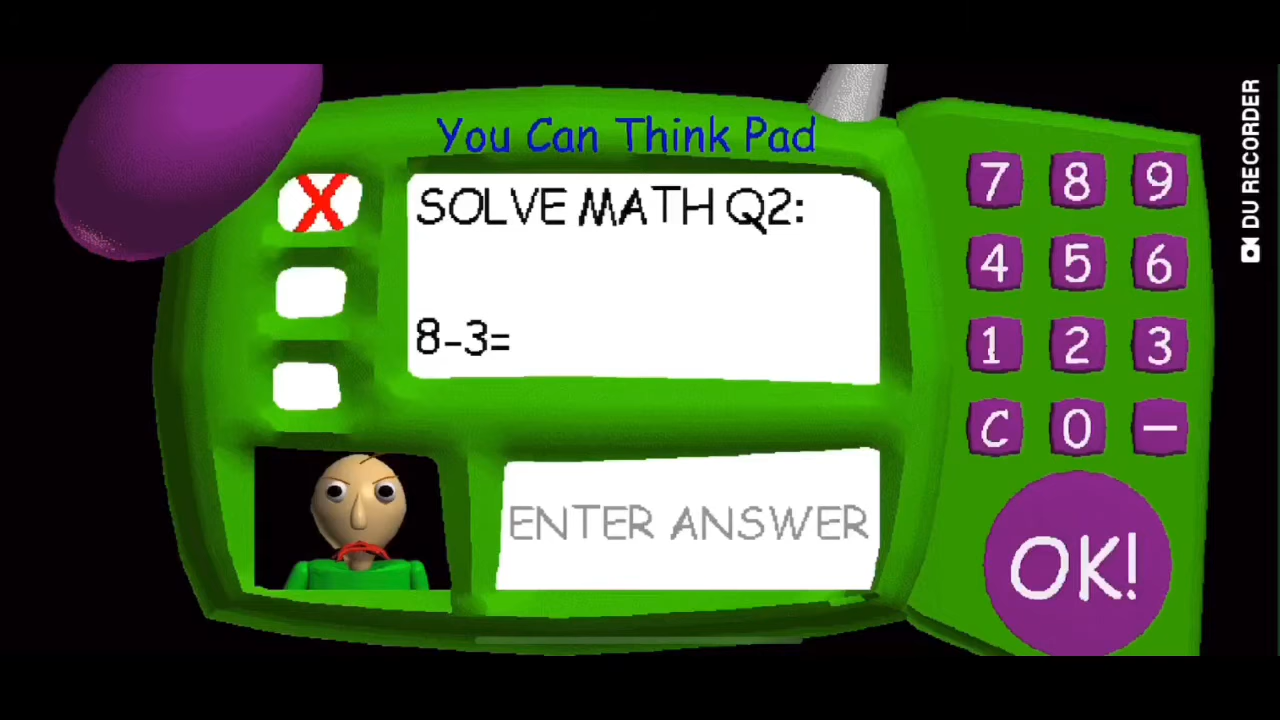 You Can Think Pad
X
SOLVE MATH Q2:
8-3=
ENTER ANSWER
7 8 9
4 5 6
1 2 3
C 0 –
OK!
DU RECORDER